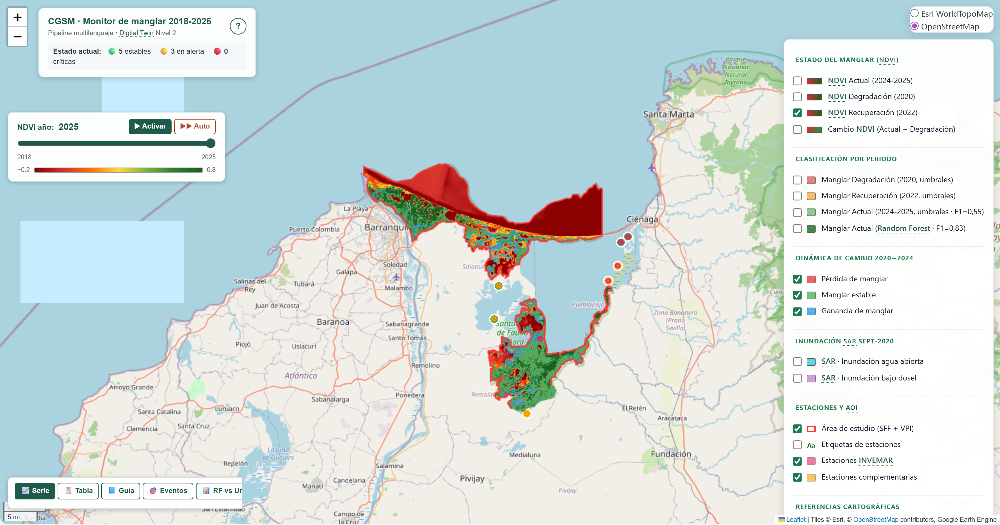 +
−
CGSM · Monitor de manglar 2018-2025
Pipeline multilenguaje · Digital Twin Nivel 2
?
Estado actual: 5 estables 3 en alerta 0
críticas
NDVI año: 2025
▶ Activar
▶▶ Auto
2018 2025
−0.2 0.8
Esri WorldTopoMap
OpenStreetMap
ESTADO DEL MANGLAR (NDVI)
NDVI Actual (2024-2025)
NDVI Degradación (2020)
NDVI Recuperación (2022)
Cambio NDVI (Actual − Degradación)
CLASIFICACIÓN POR PERIODO
Manglar Degradación (2020, umbrales)
Manglar Recuperación (2022, umbrales)
Manglar Actual (2024-2025, umbrales · F1=0,55)
Manglar Actual (Random Forest · F1=0,83)
DINÁMICA DE CAMBIO 2020→2024
Pérdida de manglar
Manglar estable
Ganancia de manglar
INUNDACIÓN SAR SEPT-2020
SAR · Inundación agua abierta
SAR · Inundación bajo dosel
ESTACIONES Y AOI
Área de estudio (SFF + VPI)
Aa Etiquetas de estaciones
Estaciones INVEMAR
Estaciones complementarias
REFERENCIAS CARTOGRÁFICAS
Parque
Nacional
Natural
Tayrona
Santa Marta
Ciénaga
La Playa
Puerto Colombia
Barranqui
Soledad
Sitionue
Galapa
Salinas del
Rey
Tubará
Malambo
Juan de Acosta
Puebloviejo
Zona Bananera
(Prado
Sevilla)
Baranoa
Sabanagrande
Santo Tomás
Santu
de Fauna
Flora
Piojó
Usiacurí
Remolino
Atlántico
Arroyo Grande
Sabanalarga
Ponedera
Remolin
Santa Catalina
Luruaco
El Retén
Aracataca
Clemencia
Santa Cruz
Laguna
de Guájaro
Medialuna
Fundación
Repelón
Salamina
Pivijay
Manatí
Candelaria
Pivijay
San Estanislao
Campo de
la Cruz
Serie
Tabla
Guía
Eventos
RF vs Ur
5 mi
Bomba
Leaflet | Tiles © Esri, © OpenStreetMap contributors, Google Earth Engine